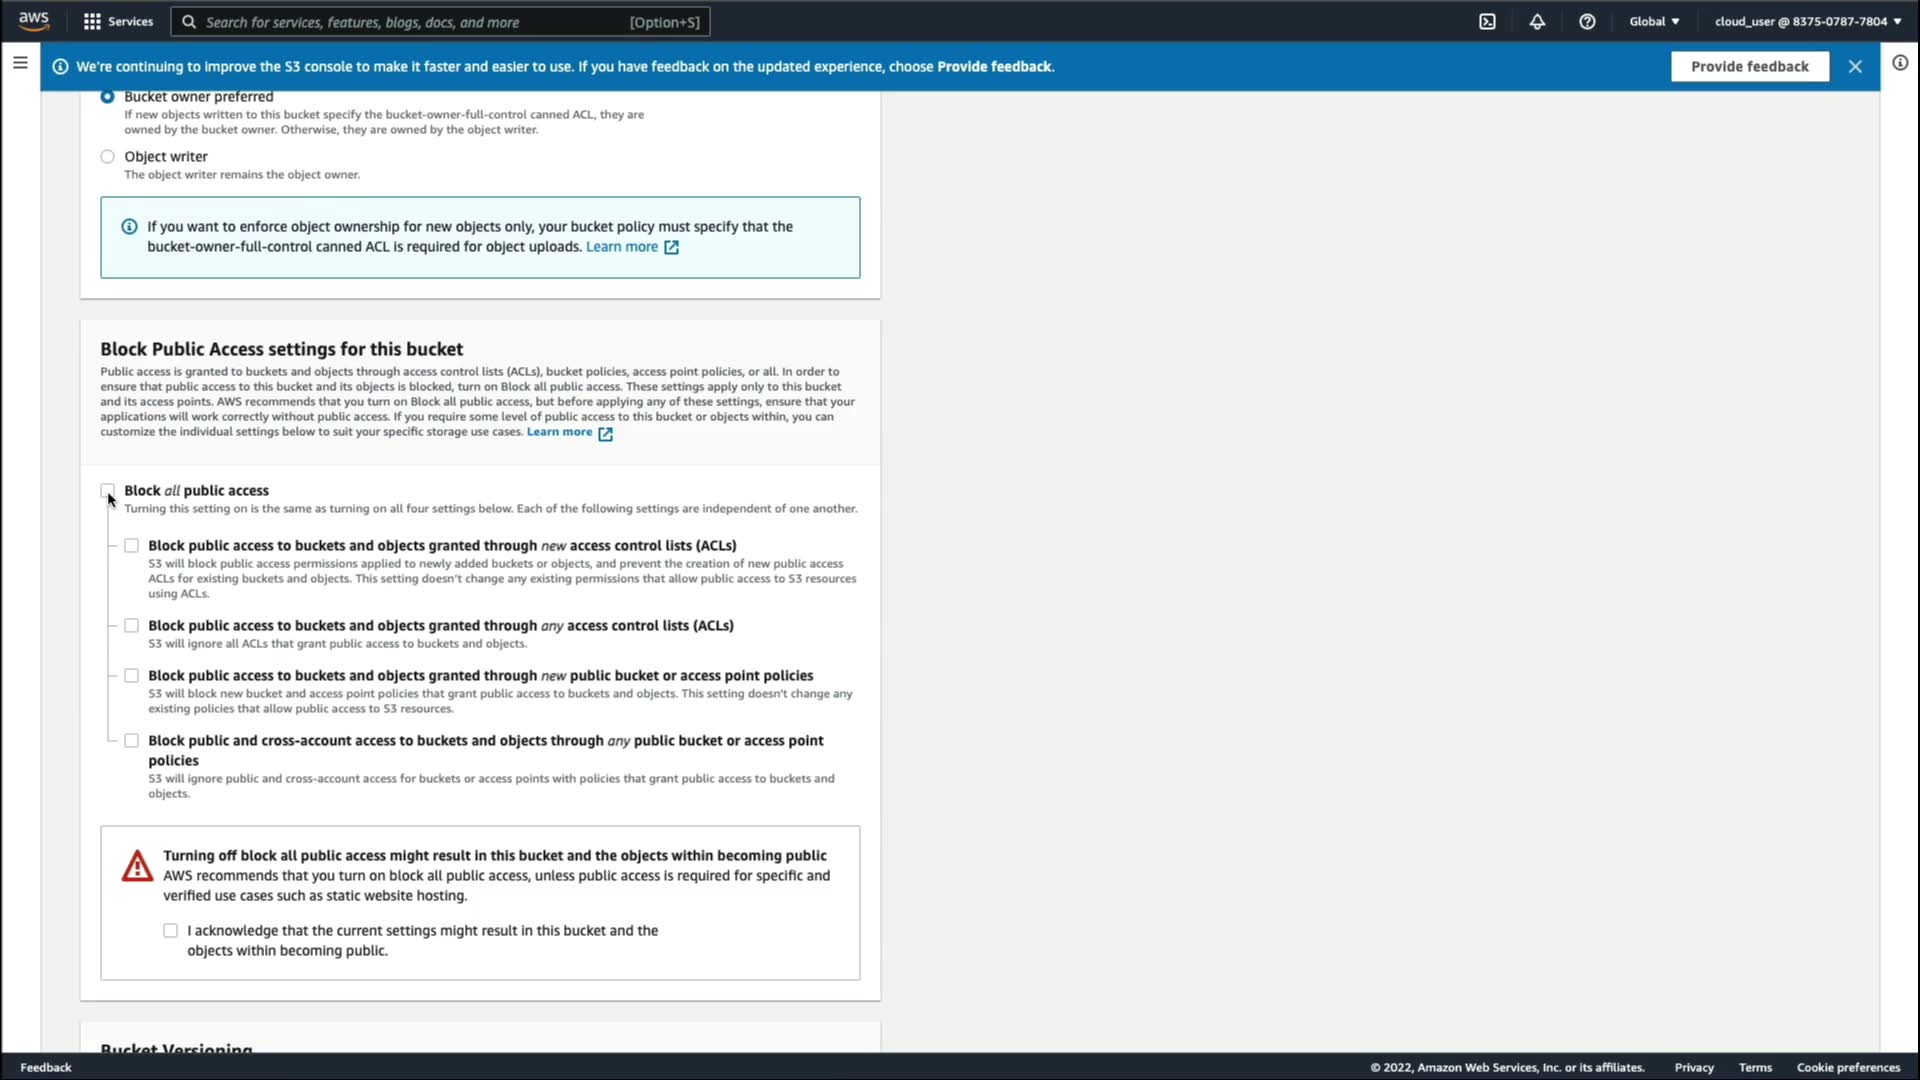 aws
Services
Search for services, features, blogs, docs, and more
[Option+S]
Global
cloud_user @ 8375-0787-7804
We're continuing to improve the S3 console to make it faster and easier to use. If you have feedback on the updated experience, choose Provide feedback.
Provide feedback
Bucket owner preferred
If new objects written to this bucket specify the bucket-owner-full-control canned ACL, they are
owned by the bucket owner. Otherwise, they are owned by the object writer.
Object writer
The object writer remains the object owner.
If you want to enforce object ownership for new objects only, your bucket policy must specify that the
bucket-owner-full-control canned ACL is required for object uploads. Learn more
Block Public Access settings for this bucket
Public access is granted to buckets and objects through access control lists (ACLs), bucket policies, access point policies, or all. In order to
ensure that public access to this bucket and its objects is blocked, turn on Block all public access. These settings apply only to this bucket
and its access points. AWS recommends that you turn on Block all public access, but before applying any of these settings, ensure that your
applications will work correctly without public access. If you require some level of public access to this bucket or objects within, you can
customize the individual settings below to suit your specific storage use cases. Learn more
Block all public access
Turning this setting on is the same as turning on all four settings below. Each of the following settings are independent of one another.
Block public access to buckets and objects granted through new access control lists (ACLs)
S3 will block public access permissions applied to newly added buckets or objects, and prevent the creation of new public access
ACLs for existing buckets and objects. This setting doesn't change any existing permissions that allow public access to S3 resources
using ACLs.
Block public access to buckets and objects granted through any access control lists (ACLs)
S3 will ignore all ACLs that grant public access to buckets and objects.
Block public access to buckets and objects granted through new public bucket or access point policies
S3 will block new bucket and access point policies that grant public access to buckets and objects. This setting doesn't change any
existing policies that allow public access to S3 resources.
Block public and cross-account access to buckets and objects through any public bucket or access point
policies
S3 will ignore public and cross-account access for buckets or access points with policies that grant public access to buckets and
objects.
Turning off block all public access might result in this bucket and the objects within becoming public
AWS recommends that you turn on block all public access, unless public access is required for specific and
verified use cases such as static website hosting.
I acknowledge that the current settings might result in this bucket and the
objects within becoming public.
Bucket Versioning
Feedback
© 2022, Amazon Web Services, Inc. or its affiliates.
Privacy
Terms
Cookie preferences